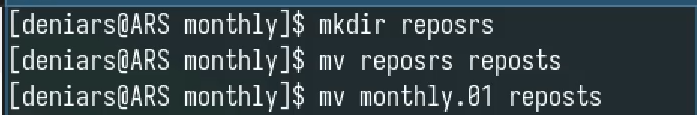 [deniars@ARS monthly]$ mkdir reposrs
[deniars@ARS monthly]$ mv reposrs reposts
[deniars@ARS monthly]$ mv monthly.01 reposts